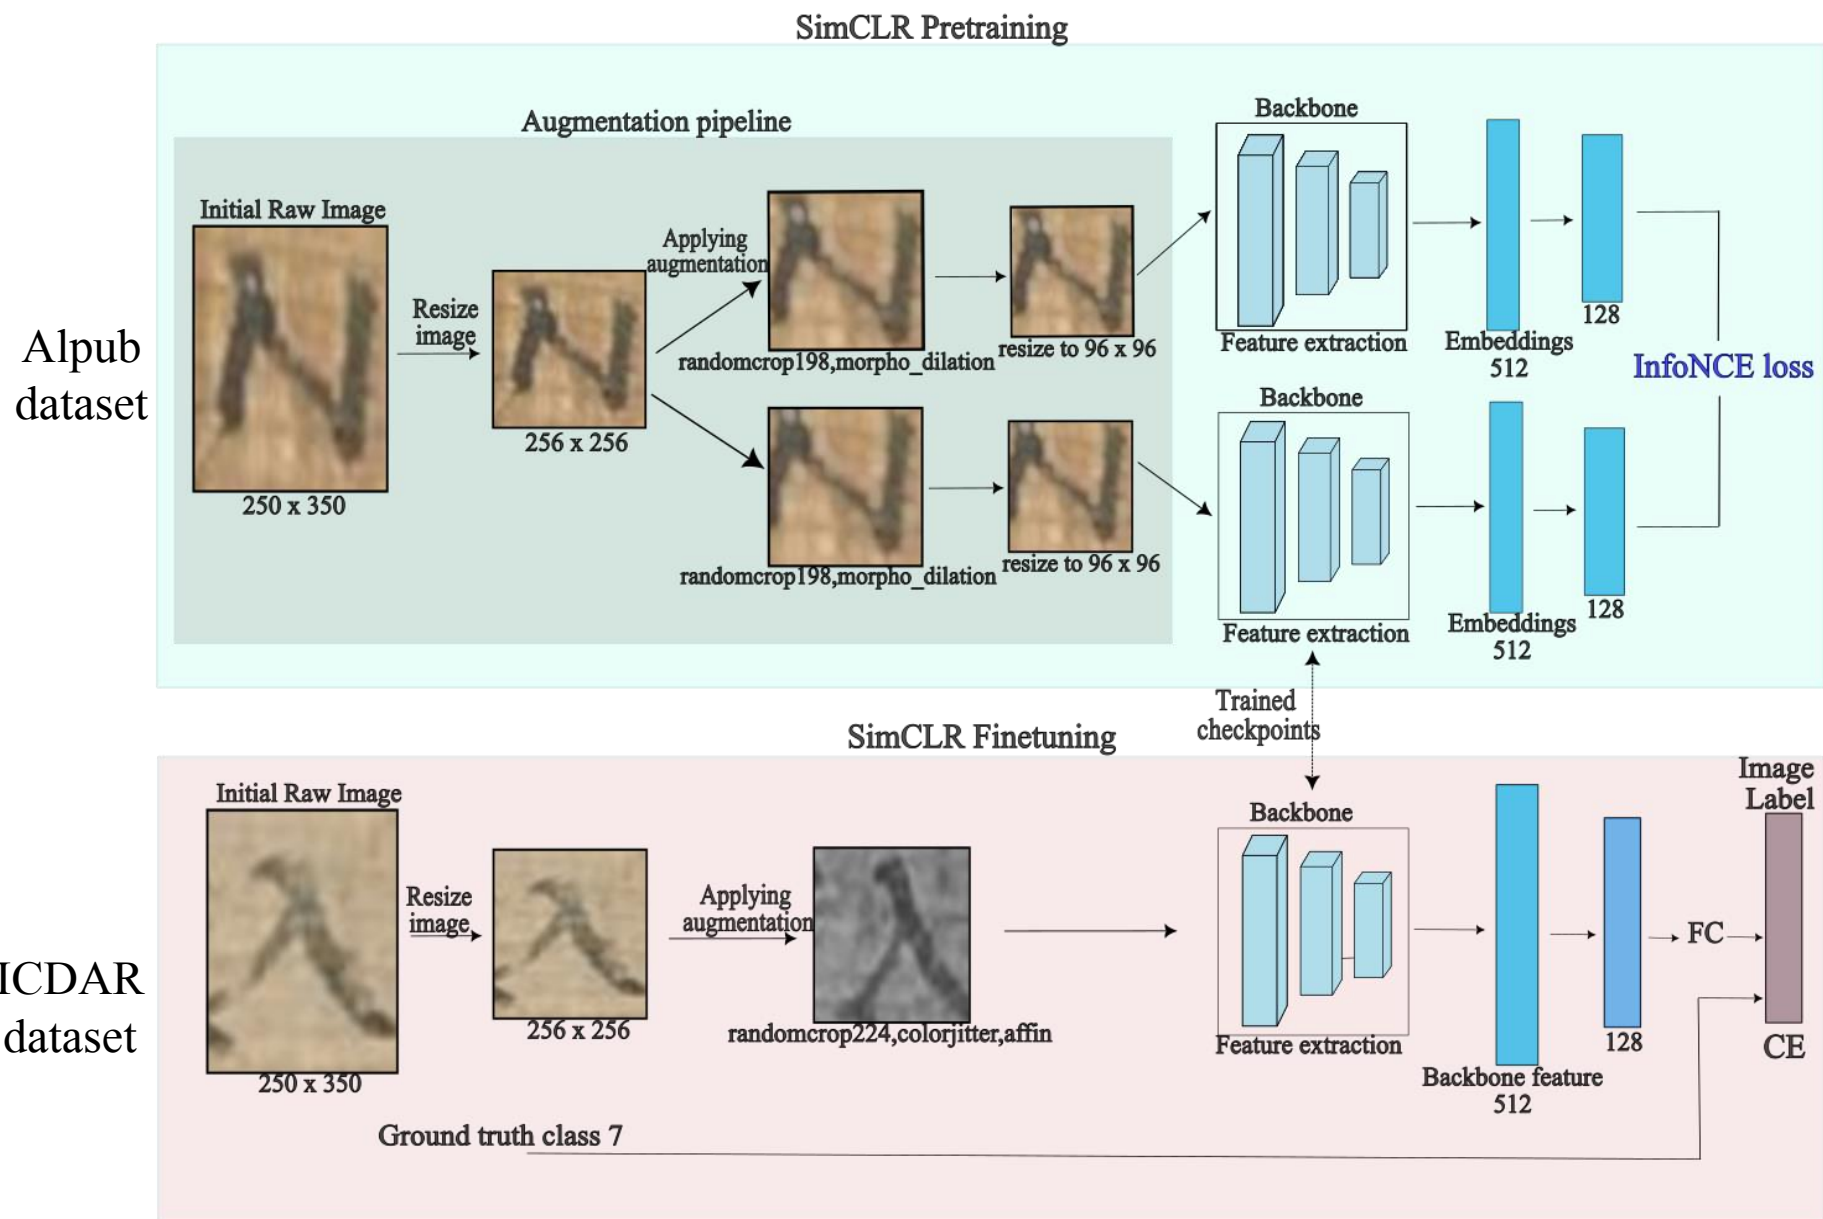 SimCLR Pretraining
Augmentation pipeline
Backbone
Initial Raw Image
Applying
augmentation
Resize
image
Alpub
dataset
250 x 350
256 x 256
randomcrop198,morpho_dilation
resize to 96 x 96
Feature extraction
Embeddings
512
128
InfoNCE loss
Backbone
randomcrop198,morpho_dilation
resize to 96 x 96
Feature extraction
Embeddings
512
128
Trained
checkpoints
SimCLR Finetuning
Initial Raw Image
Backbone
Image
Label
Resize
image
Applying
augmentation
FC
ICDAR
dataset
250 x 350
256 x 256
randomcrop224,colorjitter,affin
Feature extraction
Backbone feature
512
128
CE
Ground truth class 7